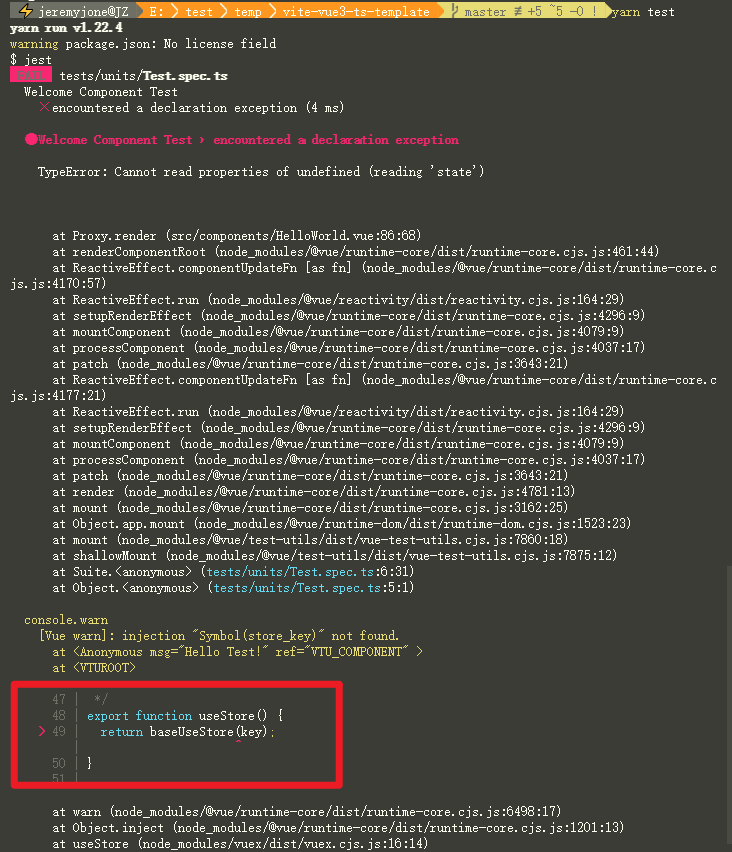 jeremyjone@JZ E: test temp vite-vue3-ts-template master ≢ +5 ~5 -0 ! yarn test
yarn run v1.22.4
warning package.json: No license field
$ jest
tests/units/Test.spec.ts
Welcome Component Test
× encountered a declaration exception (4 ms)
● Welcome Component Test › encountered a declaration exception
TypeError: Cannot read properties of undefined (reading 'state')
at Proxy.render (src/components/HelloWorld.vue:86:68)
at renderComponentRoot (node_modules/@vue/runtime-core/dist/runtime-core.cjs.js:461:44)
at ReactiveEffect.componentUpdateFn [as fn] (node_modules/@vue/runtime-core/dist/runtime-core.c
js.js:4170:57)
at ReactiveEffect.run (node_modules/@vue/reactivity/dist/reactivity.cjs.js:164:29)
at setupRenderEffect (node_modules/@vue/runtime-core/dist/runtime-core.cjs.js:4296:9)
at mountComponent (node_modules/@vue/runtime-core/dist/runtime-core.cjs.js:4079:9)
at processComponent (node_modules/@vue/runtime-core/dist/runtime-core.cjs.js:4037:17)
at patch (node_modules/@vue/runtime-core/dist/runtime-core.cjs.js:3643:21)
at ReactiveEffect.componentUpdateFn [as fn] (node_modules/@vue/runtime-core/dist/runtime-core.c
js.js:4177:21)
at ReactiveEffect.run (node_modules/@vue/reactivity/dist/reactivity.cjs.js:164:29)
at setupRenderEffect (node_modules/@vue/runtime-core/dist/runtime-core.cjs.js:4296:9)
at mountComponent (node_modules/@vue/runtime-core/dist/runtime-core.cjs.js:4079:9)
at processComponent (node_modules/@vue/runtime-core/dist/runtime-core.cjs.js:4037:17)
at patch (node_modules/@vue/runtime-core/dist/runtime-core.cjs.js:3643:21)
at render (node_modules/@vue/runtime-core/dist/runtime-core.cjs.js:4781:13)
at mount (node_modules/@vue/runtime-core/dist/runtime-core.cjs.js:3162:25)
at Object.app.mount (node_modules/@vue/runtime-dom/dist/runtime-dom.cjs.js:1523:23)
at mount (node_modules/@vue/test-utils/dist/vue-test-utils.cjs.js:7860:18)
at shallowMount (node_modules/@vue/test-utils/dist/vue-test-utils.cjs.js:7875:12)
at Suite.<anonymous> (tests/units/Test.spec.ts:6:31)
at Object.<anonymous> (tests/units/Test.spec.ts:5:1)
console.warn
[Vue warn]: injection "Symbol(store_key)" not found.
at <Anonymous msg="Hello Test!" ref="VTU_COMPONENT" >
at <VTUROOT>
47 | */
48 | export function useStore() {
> 49 | return baseUseStore(key);
| ^
50 | }
51 |
at warn (node_modules/@vue/runtime-core/dist/runtime-core.cjs.js:6498:17)
at Object.inject (node_modules/@vue/runtime-core/dist/runtime-core.cjs.js:1201:13)
at useStore (node_modules/vuex/dist/vuex.cjs.js:16:14)